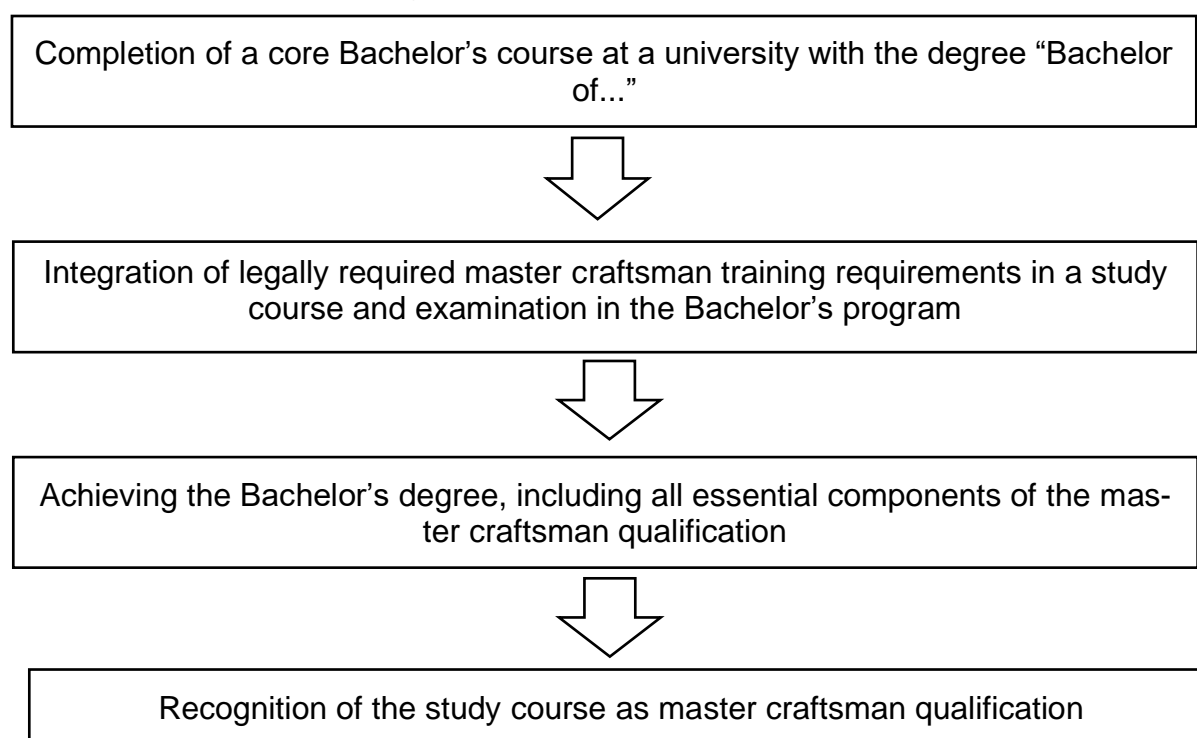 Completion of a core Bachelor’s course at a university with the degree “Bachelor
of...”
Integration of legally required master craftsman training requirements in a study
course and examination in the Bachelor’s program
Achieving the Bachelor’s degree, including all essential components of the mas-
ter craftsman qualification
Recognition of the study course as master craftsman qualification